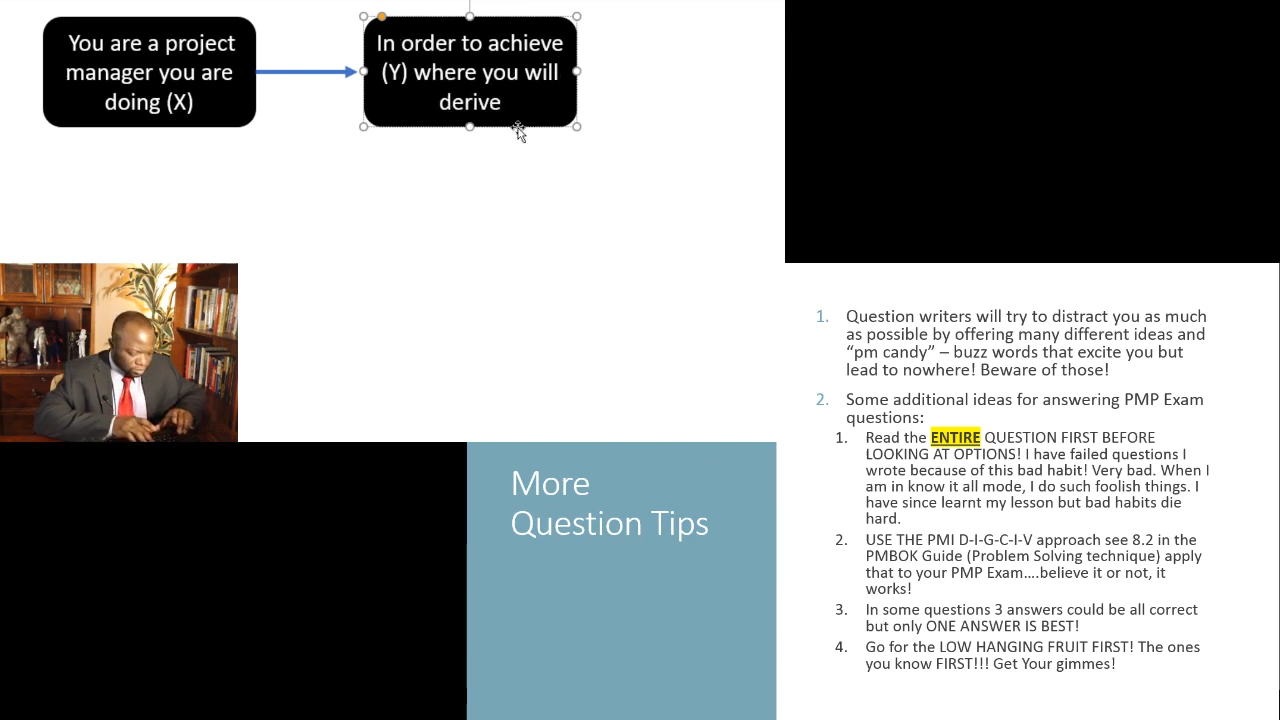 You are a project
manager you are
doing (X)
In order to achieve
(Y) where you will
derive
More
Question Tips
1. Question writers will try to distract you as much
as possible by offering many different ideas and
“pm candy” – buzz words that excite you but
lead to nowhere! Beware of those!
2. Some additional ideas for answering PMP Exam
questions:
1. Read the ENTIRE QUESTION FIRST BEFORE
LOOKING AT OPTIONS! I have failed questions I
wrote because of this bad habit! Very bad. When I
am in know it all mode, I do such foolish things. I
have since learnt my lesson but bad habits die
hard.
2. USE THE PMI D-I-G-C-I-V approach see 8.2 in the
PMBOK Guide (Problem Solving technique) apply
that to your PMP Exam....believe it or not, it
works!
3. In some questions 3 answers could be all correct
but only ONE ANSWER IS BEST!
4. Go for the LOW HANGING FRUIT FIRST! The ones
you know FIRST!!! Get Your gimmes!